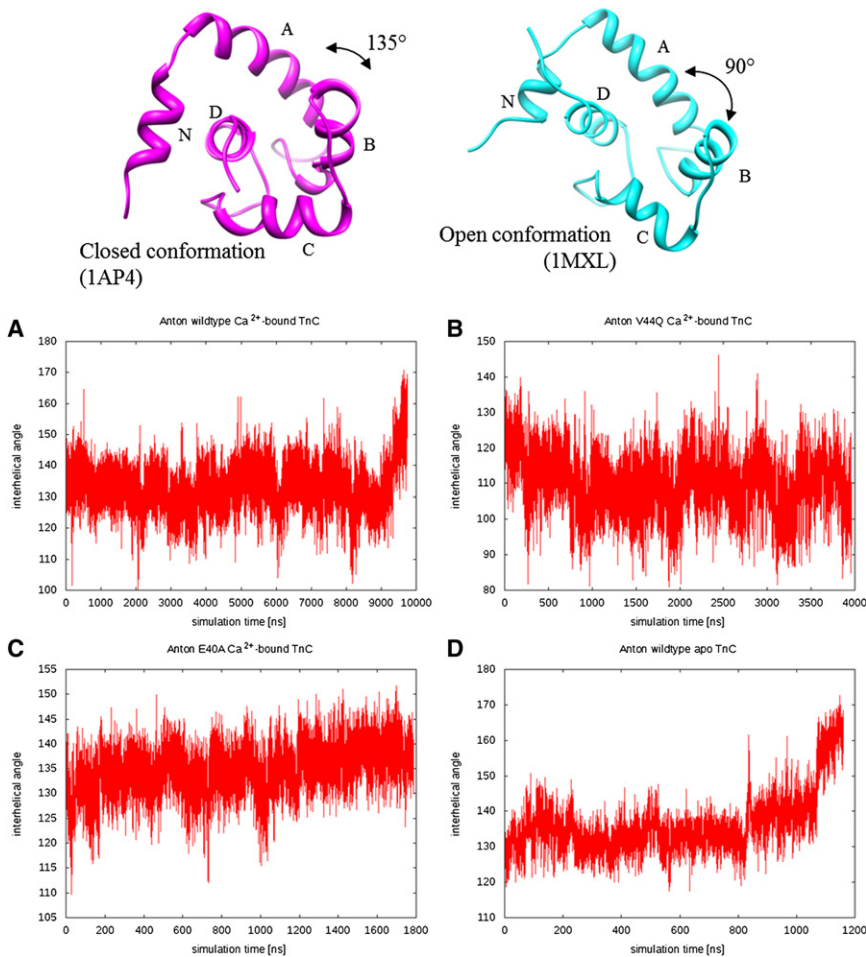 A
135°
D
N
B
C
Closed conformation
(1AP4)
A
90°
D
N
B
C
Open conformation
(1MXL)
A
Anton wildtype Ca 2+-bound TnC
interhelical angle
180
170
160
150
140
130
120
110
100
0 1000 2000 3000 4000 5000 6000 7000 8000 9000 10000
simulation time [ns]
B
Anton V44Q Ca 2+-bound TnC
interhelical angle
150
140
130
120
110
100
90
80
0 500 1000 1500 2000 2500 3000 3500 4000
simulation time [ns]
C
Anton E40A Ca 2+-bound TnC
interhelical angle
155
150
145
140
135
130
125
120
115
110
105
0 200 400 600 800 1000 1200 1400 1600 1800
simulation time [ns]
D
Anton wildtype apo TnC
interhelical angle
180
170
160
150
140
130
120
110
0 200 400 600 800 1000 1200
simulation time [ns]